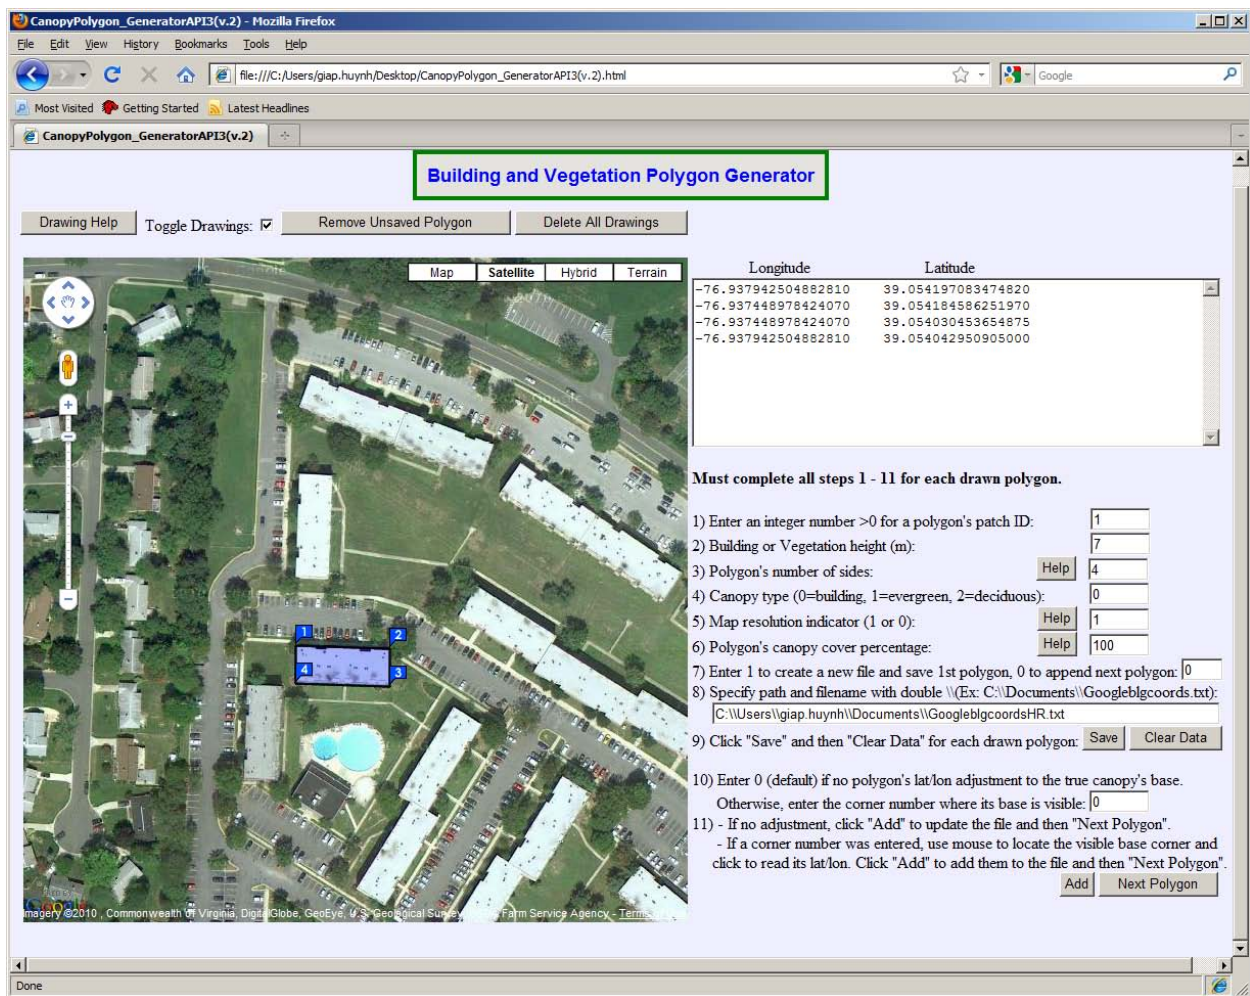 CanopyPolygon_GeneratorAPI3(v.2) - Mozilla Firefox
File Edit View History Bookmarks Tools Help
file:///C:/Users/giap.huynh/Desktop/CanopyPolygon_GeneratorAPI3(v.2).html
Google
Most Visited Getting Started Latest Headlines
CanopyPolygon_GeneratorAPI3(v.2)
Building and Vegetation Polygon Generator
Drawing Help Toggle Drawings: Remove Unsaved Polygon Delete All Drawings
Map Satellite Hybrid Terrain
1 2
4 3
Google
Imagery ©2010 , Commonwealth of Virginia, DigitalGlobe, GeoEye, U.S. Geological Farm Service Agency -
Longitude Latitude
-76.937942504882810 39.054197083474820
-76.937448978424070 39.054184586251970
-76.937448978424070 39.054030453654875
-76.937942504882810 39.054042950905000
Must complete all steps 1 - 11 for each drawn polygon.
1) Enter an integer number >0 for a polygon's patch ID: 1
2) Building or Vegetation height (m): 7
3) Polygon's number of sides: Help 4
4) Canopy type (0=building, 1=evergreen, 2=deciduous): 0
5) Map resolution indicator (1 or 0): Help 1
6) Polygon's canopy cover percentage: Help 100
7) Enter 1 to create a new file and save 1st polygon, 0 to append next polygon: 0
8) Specify path and filename with double \\(Ex: C:\\Documents\\Googleblgcoords.txt):
C:\\Users\\giap.huynh\\Documents\\GoogleblgcoordsHR.txt
9) Click "Save" and then "Clear Data" for each drawn polygon: Save Clear Data
10) Enter 0 (default) if no polygon's lat/lon adjustment to the true canopy's base.
Otherwise, enter the corner number where its base is visible: 0
11) - If no adjustment, click "Add" to update the file and then "Next Polygon".
- If a corner number was entered, use mouse to locate the visible base corner and
click to read its lat/lon. Click "Add" to add them to the file and then "Next Polygon".
Add Next Polygon
Done